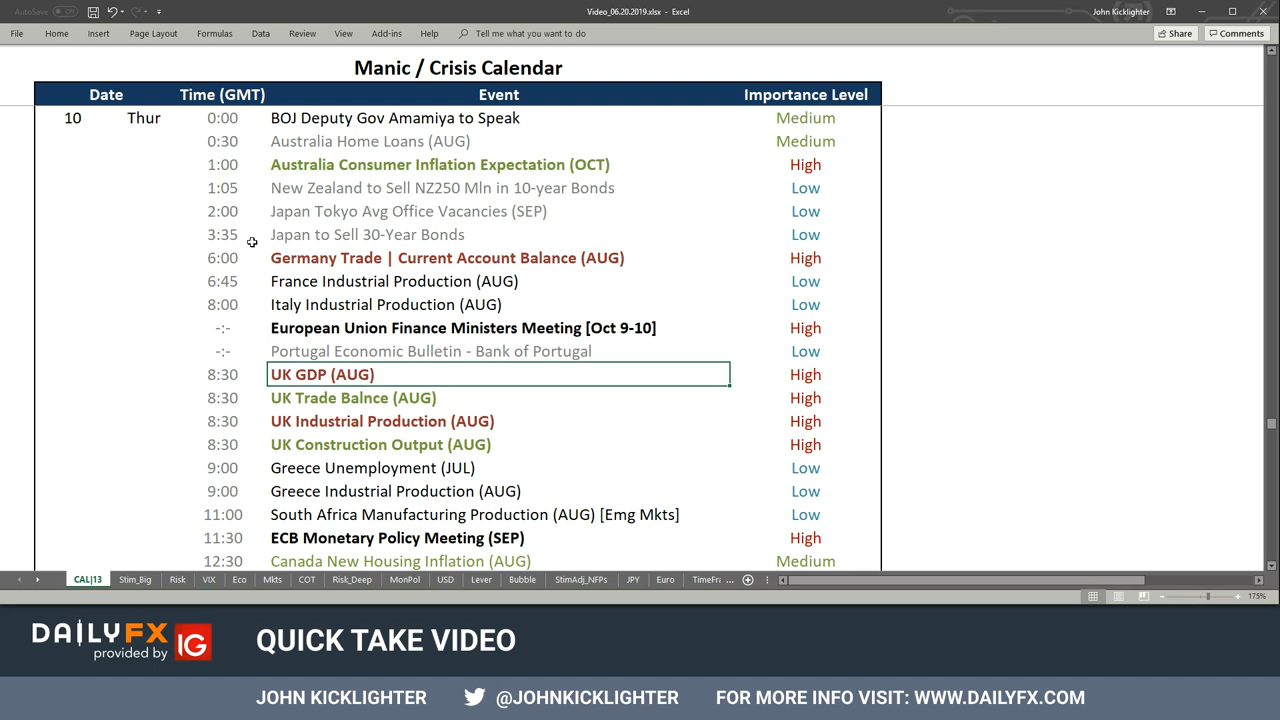 AutoSave Off
Video_06.20.2019.xlsx - Excel
John Kicklighter
File Home Insert Page Layout Formulas Data Review View Add-ins Help Tell me what you want to do Share Comments
Manic / Crisis Calendar
Date Time (GMT) Event Importance Level
10 Thur 0:00 BOJ Deputy Gov Amamiya to Speak Medium
0:30 Australia Home Loans (AUG) Medium
1:00 Australia Consumer Inflation Expectation (OCT) High
1:05 New Zealand to Sell NZ250 Mln in 10-year Bonds Low
2:00 Japan Tokyo Avg Office Vacancies (SEP) Low
3:35 Japan to Sell 30-Year Bonds Low
6:00 Germany Trade | Current Account Balance (AUG) High
6:45 France Industrial Production (AUG) Low
8:00 Italy Industrial Production (AUG) Low
-:- European Union Finance Ministers Meeting [Oct 9-10] High
-:- Portugal Economic Bulletin - Bank of Portugal Low
8:30 UK GDP (AUG) High
8:30 UK Trade Balnce (AUG) High
8:30 UK Industrial Production (AUG) High
8:30 UK Construction Output (AUG) High
9:00 Greece Unemployment (JUL) Low
9:00 Greece Industrial Production (AUG) Low
11:00 South Africa Manufacturing Production (AUG) [Emg Mkts] Low
11:30 ECB Monetary Policy Meeting (SEP) High
12:30 Canada New Housing Inflation (AUG) Medium
CAL|13 Stim_Big Risk VIX Eco Mkts COT Risk_Deep MonPol USD Lever Bubble StimAdj_NFPs JPY Euro TimeFra ...
175%
DAILYFX provided by IG
QUICK TAKE VIDEO
JOHN KICKLIGHTER @JOHNKICKLIGHTER FOR MORE INFO VISIT: WWW.DAILYFX.COM